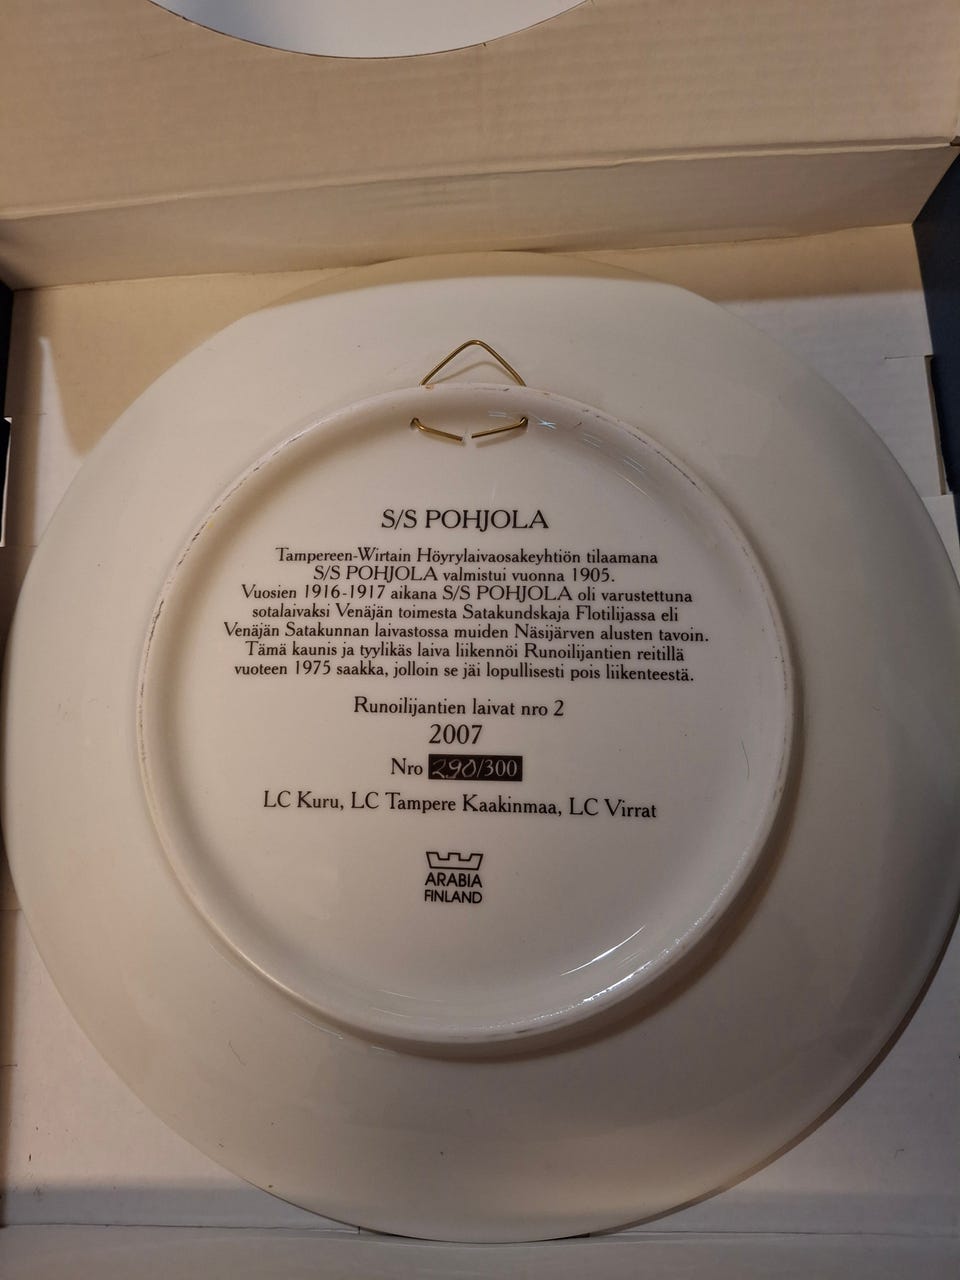 S/S POHJOLA
Tampereen-Wirtain Höyrylaivaosakeyhtiön tilaamana
S/S POHJOLA valmistui vuonna 1905.
Vuosien 1916-1917 aikana S/S POHJOLA oli varustettuna
sotalaivaksi Venäjän toimesta Satakundskaja Flotilijassa eli
Venäjän Satakunnan laivastossa muiden Näsijärven alusten tavoin.
Tämä kaunis ja tyylikäs laiva liikennöi Runoilijantien reitillä
vuoteen 1975 saakka, jolloin se jäi lopullisesti pois liikenteestä.
Runoilijantien laivat nro 2
2007
Nro 290/300
LC Kuru, LC Tampere Kaakinmaa, LC Virrat
ARABIA
FINLAND